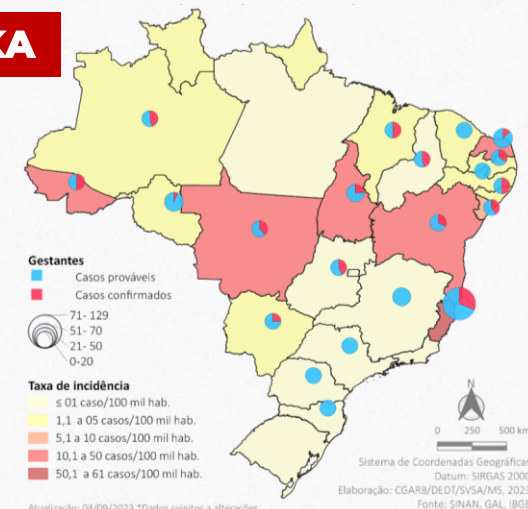 KA
Gestantes
Casos prováveis
Casos confirmados
71- 129
51 - 70
21 - 50
0-20
Taxa de incidência
≤ 01 caso/100 mil hab.
1,1 a 05 casos/100 mil hab.
5,1 a 10 casos/100 mil hab.
10,1 a 50 casos/100 mil hab.
50,1 a 61 casos/100 mil hab.
N
0 250 500 km
Sistema de Coordenadas Geográficas
Datum: SIRGAS 2000
Elaboração: CGARB/DEDT/SVSA/MS, 2023
Fonte: SINAN, GAL, IBGE
Atualização: 04/09/2023 *Dados sujeitos a alterações